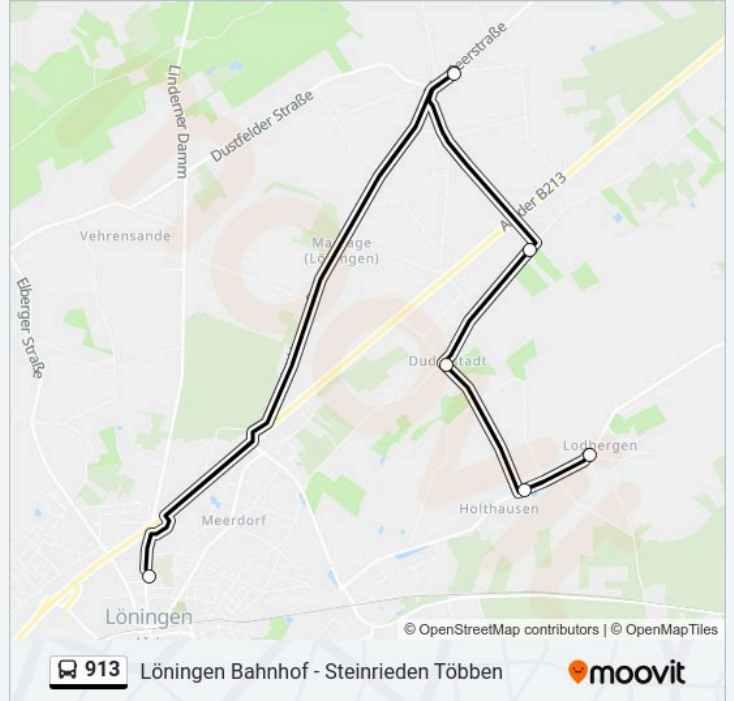 Linderner Damm
Dustfelder Straße
eerstraße
Vehrensande
Elberger Straße
(Löningen)
der B213
Lodbergen
Holthausen
Meerdorf
Löningen
© OpenStreetMap contributors | © OpenMapTiles
913 Löningen Bahnhof - Steinrieden Többen
moovit